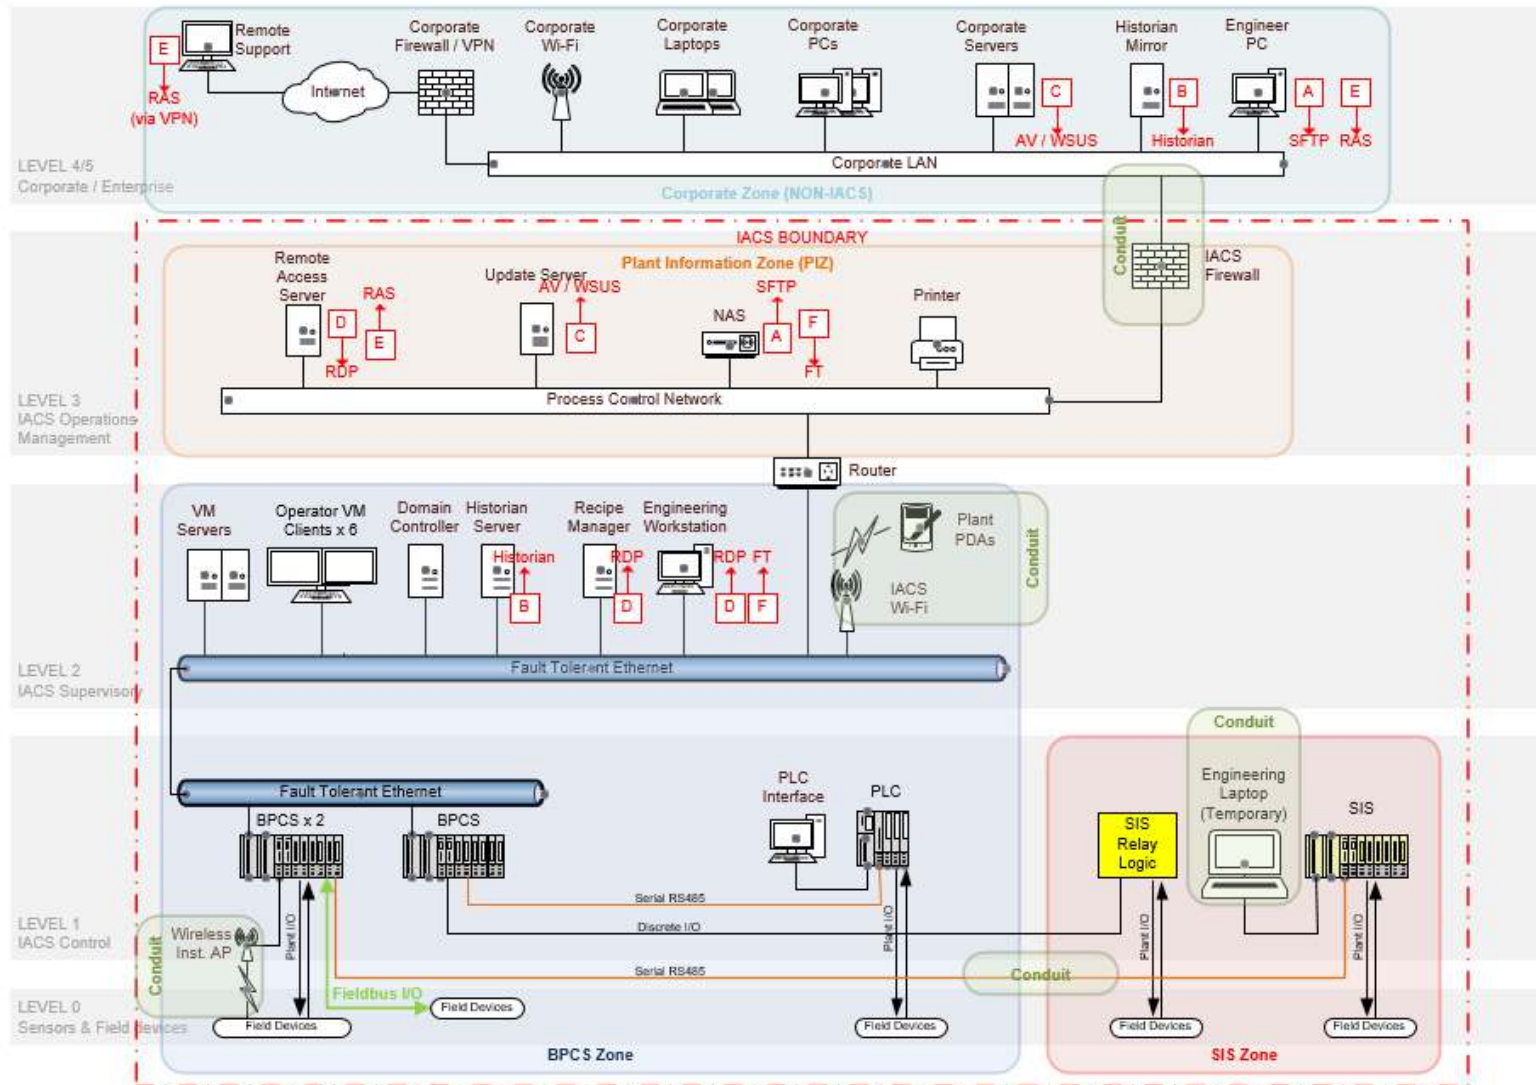 Remote
Support
E
RAS
(via VPN)
Internet
Corporate
Firewall / VPN
Corporate
Wi-Fi
Corporate
Laptops
Corporate
PCs
Corporate
Servers
C
AV / WSUS
Historian
Mirror
B
Historian
Engineer
PC
A
SFTP
E
RAS
Corporate LAN
LEVEL 4/5
Corporate / Enterprise
Corporate Zone (NON-IACS)
Conduit
IACS BOUNDARY
Plant Information Zone (PIZ)
IACS
Firewall
Remote
Access
Server
D
RDP
RAS
E
Update Server
AV / WSUS
C
NAS
SFTP
A
F
FT
Printer
Process Control Network
LEVEL 3
IACS Operations
Management
Router
VM
Servers
Operator VM
Clients x 6
Domain
Controller
Historian
Server
Historian
B
Recipe
Manager
RDP
D
Engineering
Workstation
RDP
D
FT
F
Plant
PDAs
IACS
Wi-Fi
Conduit
Fault Tolerant Ethernet
LEVEL 2
IACS Supervisory
Conduit
Engineering
Laptop
(Temporary)
Fault Tolerant Ethernet
BPCS x 2
BPCS
PLC
Interface
PLC
SIS
Relay
Logic
SIS
Serial RS485
Discrete I/O
Plant I/O
Plant I/O
Plant I/O
Plant I/O
LEVEL 1
IACS Control
Wireless
Inst. AP
Conduit
Serial RS485
Conduit
Fieldbus I/O
LEVEL 0
Sensors & Field devices
Field Devices
Field Devices
Field Devices
Field Devices
Field Devices
BPCS Zone
SIS Zone